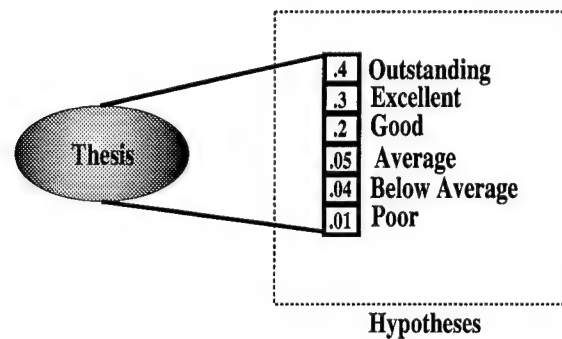 .4 Outstanding
.3 Excellent
.2 Good
Thesis
.05 Average
.04 Below Average
.01 Poor
Hypotheses